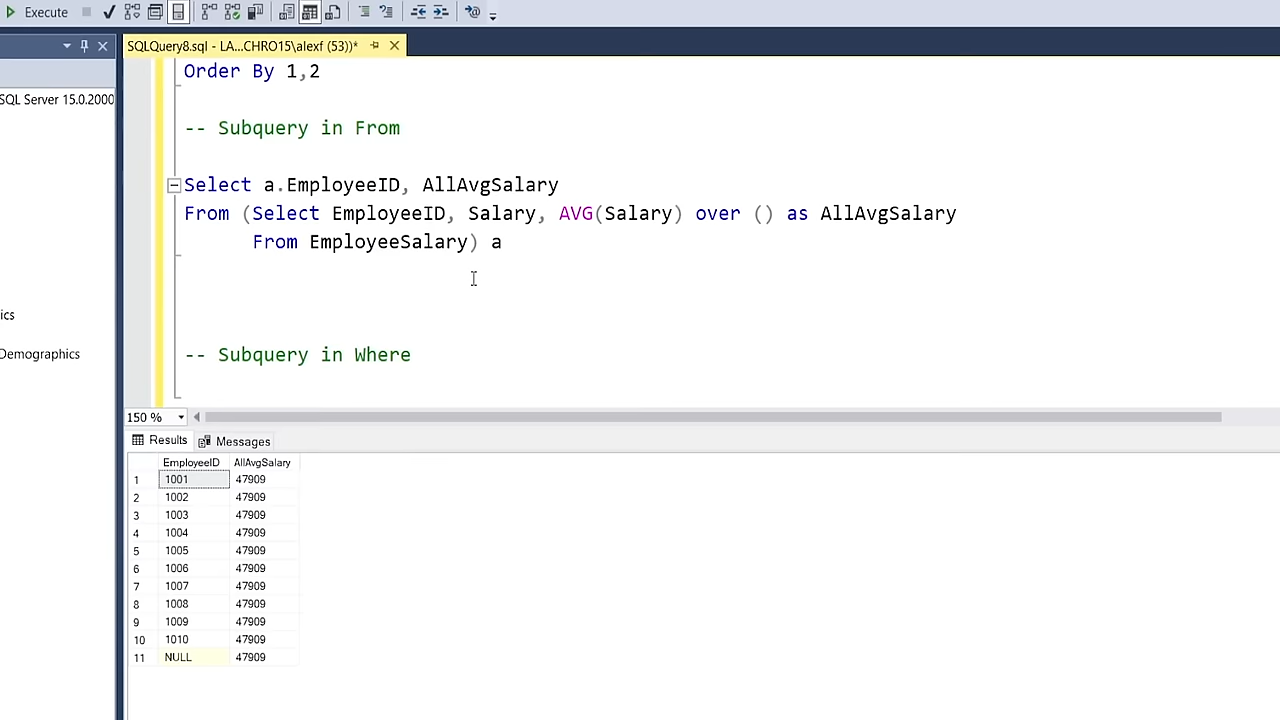 Execute
SQLQuery8.sql - LA...CHRO15\alexf (53))*
SQL Server 15.0.2000
ics
Demographics
Order By 1,2
-- Subquery in From
Select a.EmployeeID, AllAvgSalary
From (Select EmployeeID, Salary, AVG(Salary) over () as AllAvgSalary
From EmployeeSalary) a
-- Subquery in Where
150 %
Results Messages
EmployeeID AllAvgSalary
1 1001 47909
2 1002 47909
3 1003 47909
4 1004 47909
5 1005 47909
6 1006 47909
7 1007 47909
8 1008 47909
9 1009 47909
10 1010 47909
11 NULL 47909